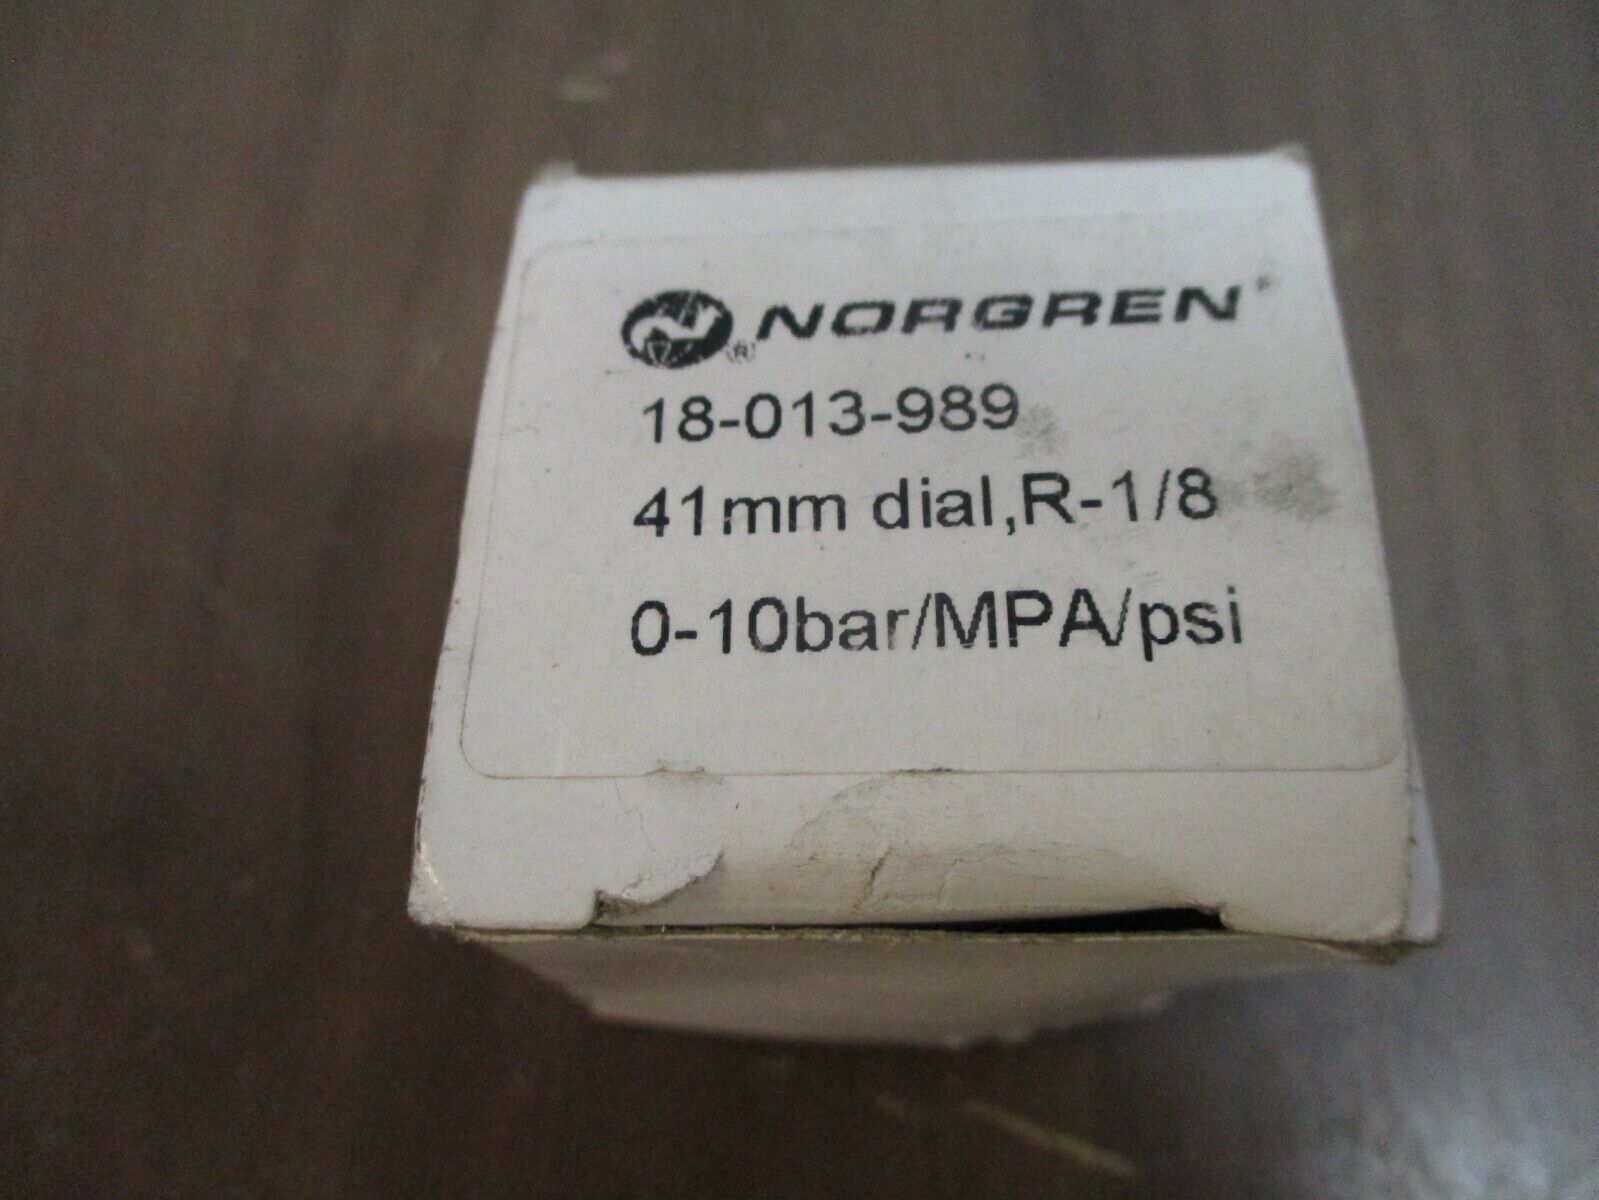 NORGREN
18-013-989
41mm dial,R-1/8
0-10bar/MPA/psi